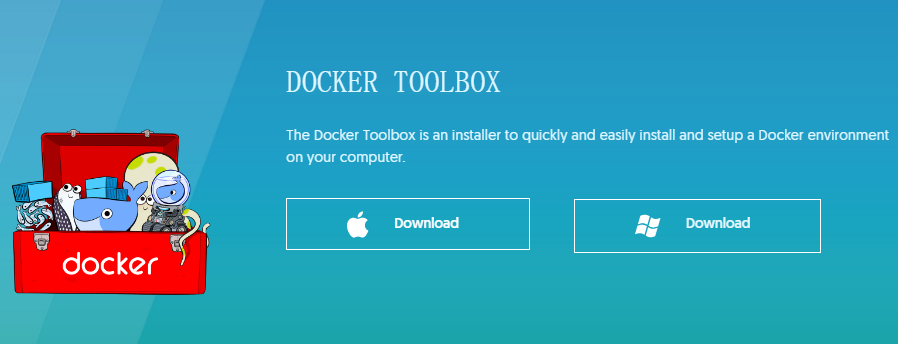 DOCKER TOOLBOX
The Docker Toolbox is an installer to quickly and easily install and setup a Docker environment
on your computer.
Download
Download
docker